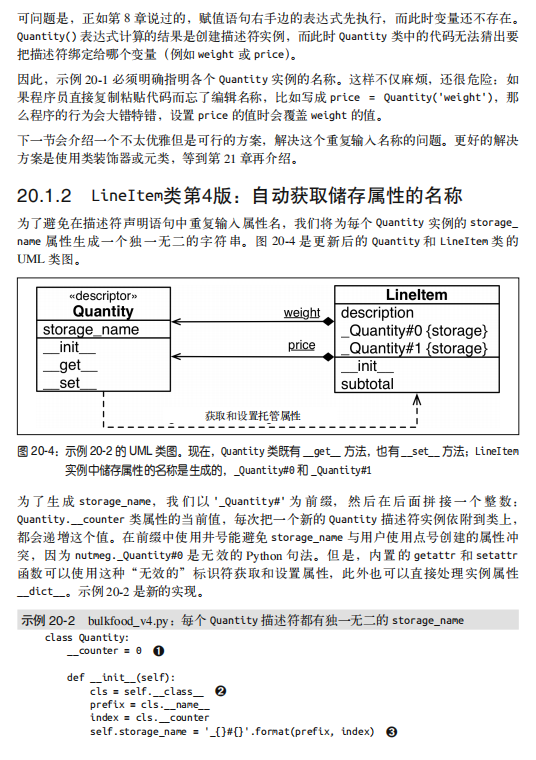 可问题是，正如第 8 章说过的，赋值语句右手边的表达式先执行，而此时变量还不存在。
Quantity() 表达式计算的结果是创建描述符实例，而此时 Quantity 类中的代码无法猜出要
把描述符绑定给哪个变量（例如 weight 或 price）。
因此，示例 20-1 必须明确指明各个 Quantity 实例的名称。这样不仅麻烦，还很危险：如
果程序员直接复制粘贴代码而忘了编辑名称，比如写成 price = Quantity('weight')，那
么程序的行为会大错特错，设置 price 的值时会覆盖 weight 的值。
下一节会介绍一个不太优雅但是可行的方案，解决这个重复输入名称的问题。更好的解决
方案是使用类装饰器或元类，等到第 21 章再介绍。
20.1.2 LineItem类第4版：自动获取储存属性的名称
为了避免在描述符声明语句中重复输入属性名，我们将为每个 Quantity 实例的 storage_
name 属性生成一个独一无二的字符串。图 20-4 是更新后的 Quantity 和 LineItem 类的
UML 类图。
«descriptor»
Quantity
storage_name
__init__
__get__
__set__
weight
price
LineItem
description
_Quantity#0 {storage}
_Quantity#1 {storage}
__init__
subtotal
获取和设置托管属性
图 20-4：示例 20-2 的 UML 类图。现在，Quantity 类既有 __get__ 方法，也有 __set__ 方法；LineItem
实例中储存属性的名称是生成的，_Quantity#0 和 _Quantity#1
为了生成 storage_name，我们以 '_Quantity#' 为前缀，然后在后面拼接一个整数：
Quantity.__counter 类属性的当前值，每次把一个新的 Quantity 描述符实例依附到类上，
都会递增这个值。在前缀中使用井号能避免 storage_name 与用户使用点号创建的属性冲
突，因为 nutmeg._Quantity#0 是无效的 Python 句法。但是，内置的 getattr 和 setattr
函数可以使用这种“无效的”标识符获取和设置属性，此外也可以直接处理实例属性
__dict__。示例 20-2 是新的实现。
示例 20-2 bulkfood_v4.py：每个 Quantity 描述符都有独一无二的 storage_name
class Quantity:
__counter = 0 ❶
def __init__(self):
cls = self.__class__ ❷
prefix = cls.__name__
index = cls.__counter
self.storage_name = '_{}#{}'.format(prefix, index) ❸